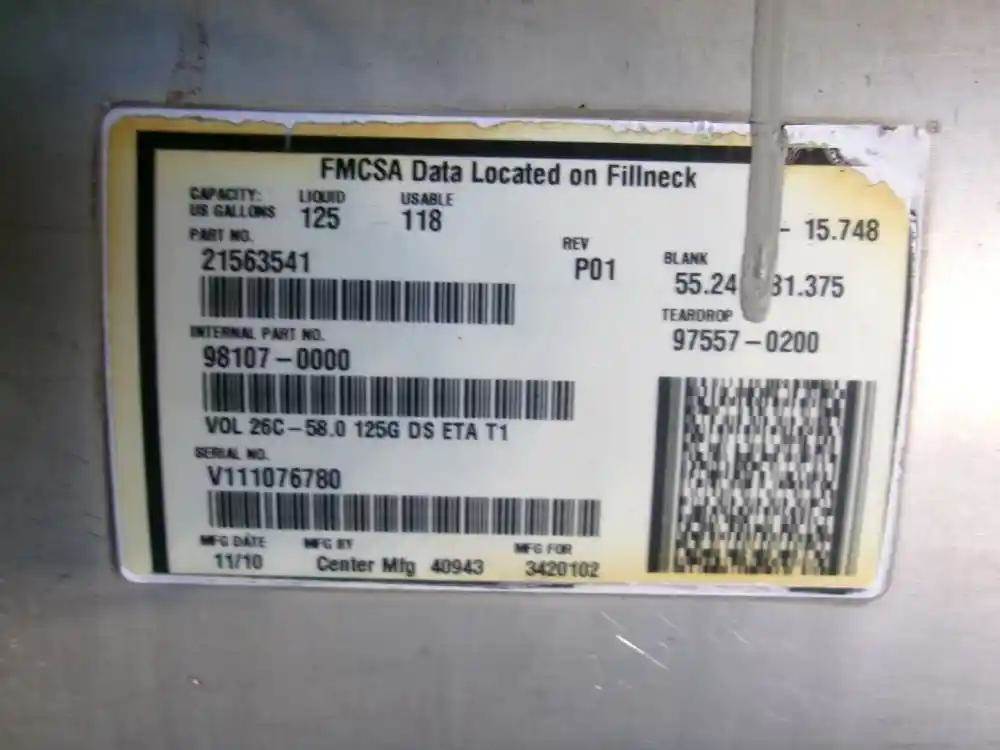 FMCSA Data Located on Fillneck
CAPACITY: LIQUID USABLE
US GALLONS 125 118
- 15.748
PART NO.
21563541
REV
P01
BLANK
55.24 31.375
TEARDROP
97557-0200
INTERNAL PART NO.
98107-0000
VOL 26C-58.0 125G DS ETA T1
SERIAL NO.
V111076780
MFG DATE MFG BY MFG FOR
11/10 Center Mfg 40943 3420102